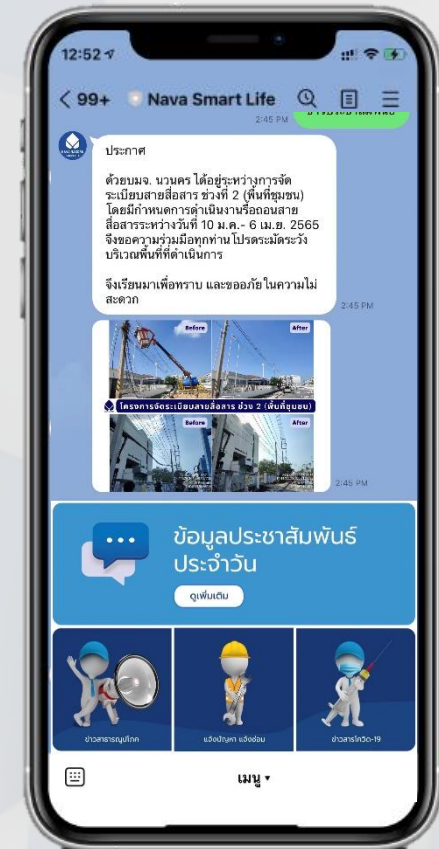 12:52
99+ Nava Smart Life
2:45 PM
ประกาศ
ด้วยบมจ. นวนคร ได้อยู่ระหว่างการจัด
ระเบียบสายสื่อสาร ช่วงที่ 2 (พื้นที่ชุมชน)
โดยมีกำหนดการดำเนินงานรื้อถอนสาย
สื่อสารระหว่างวันที่ 10 ม.ค.- 6 เม.ย. 2565
จึงขอความร่วมมือทุกท่านโปรดระมัดระวัง
บริเวณพื้นที่ที่ดำเนินการ
จึงเรียนมาเพื่อทราบ และขออภัยในความไม่
สะดวก
2:45 PM
Before
After
โครงการจัดระเบียบสายสื่อสาร ช่วง 2 (พื้นที่ชุมชน)
Before
After
2:45 PM
ข้อมูลประชาสัมพันธ์
ประจำวัน
ดูเพิ่มเติม
ข่าวสาธารณูปโภค
แจ้งปัญหา แจ้งซ่อม
ข่าวสารโควิด-19
เมนู